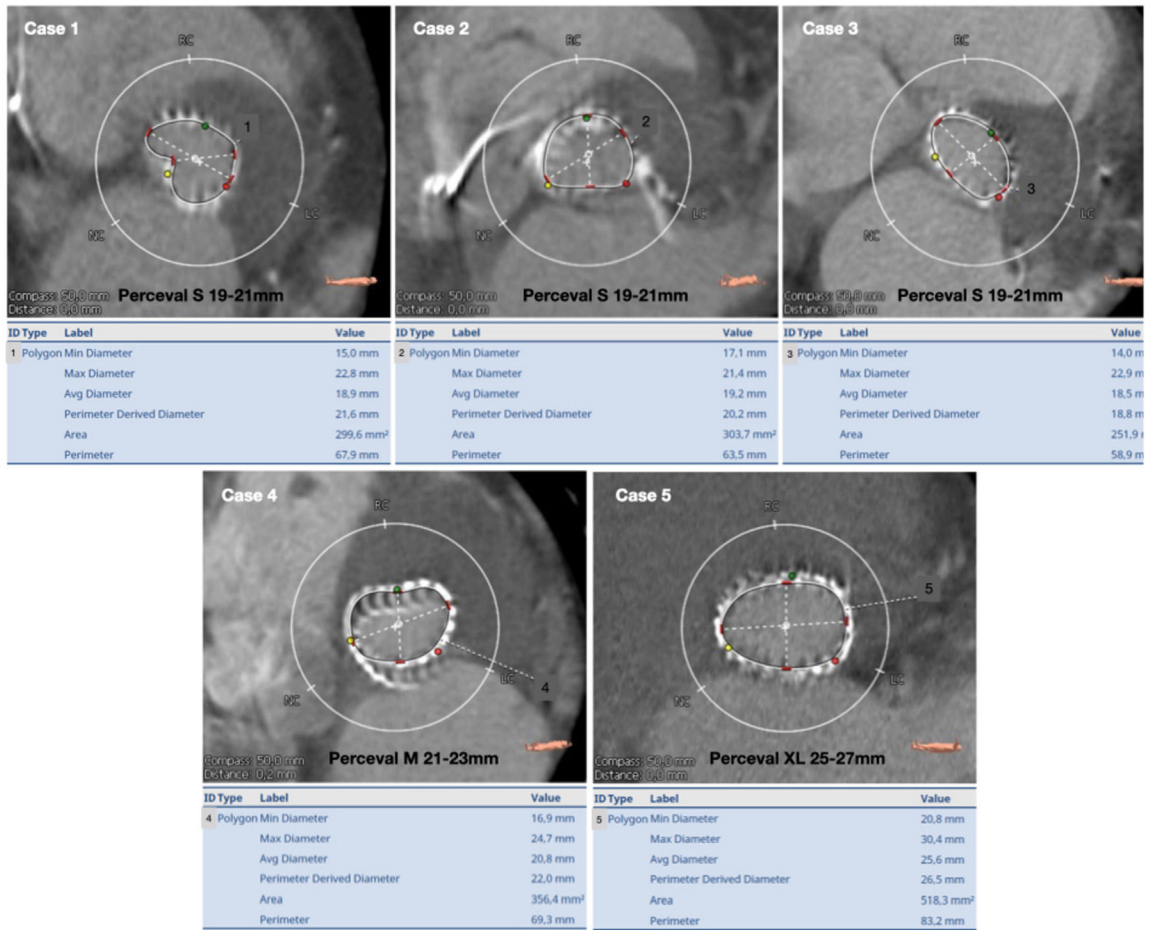 Case 1
RC
1
LC
NC
Compass: 50,0 mm
Distance: 0,0 mm
Perceval S 19-21mm
ID Type Label Value
1 Polygon Min Diameter 15,0 mm
Max Diameter 22,8 mm
Avg Diameter 18,9 mm
Perimeter Derived Diameter 21,6 mm
Area 299,6 mm²
Perimeter 67,9 mm
Case 2
RC
2
LC
NC
Compass: 50,0 mm
Distance: 0,0 mm
Perceval S 19-21mm
ID Type Label Value
2 Polygon Min Diameter 17,1 mm
Max Diameter 21,4 mm
Avg Diameter 19,2 mm
Perimeter Derived Diameter 20,2 mm
Area 303,7 mm²
Perimeter 63,5 mm
Case 3
RC
3
LC
NC
Compass: 50,0 mm
Distance: 0,0 mm
Perceval S 19-21mm
ID Type Label Value
3 Polygon Min Diameter 14,0 m
Max Diameter 22,9 m
Avg Diameter 18,5 m
Perimeter Derived Diameter 18,8 m
Area 251,9
Perimeter 58,9 m
Case 4
RC
LC
4
NC
Compass: 50,0 mm
Distance: 0,2 mm
Perceval M 21-23mm
ID Type Label Value
4 Polygon Min Diameter 16,9 mm
Max Diameter 24,7 mm
Avg Diameter 20,8 mm
Perimeter Derived Diameter 22,0 mm
Area 356,4 mm²
Perimeter 69,3 mm
Case 5
RC
5
LC
NC
Compass: 50,0 mm
Distance: 0,0 mm
Perceval XL 25-27mm
ID Type Label Value
5 Polygon Min Diameter 20,8 mm
Max Diameter 30,4 mm
Avg Diameter 25,6 mm
Perimeter Derived Diameter 26,5 mm
Area 518,3 mm²
Perimeter 83,2 mm